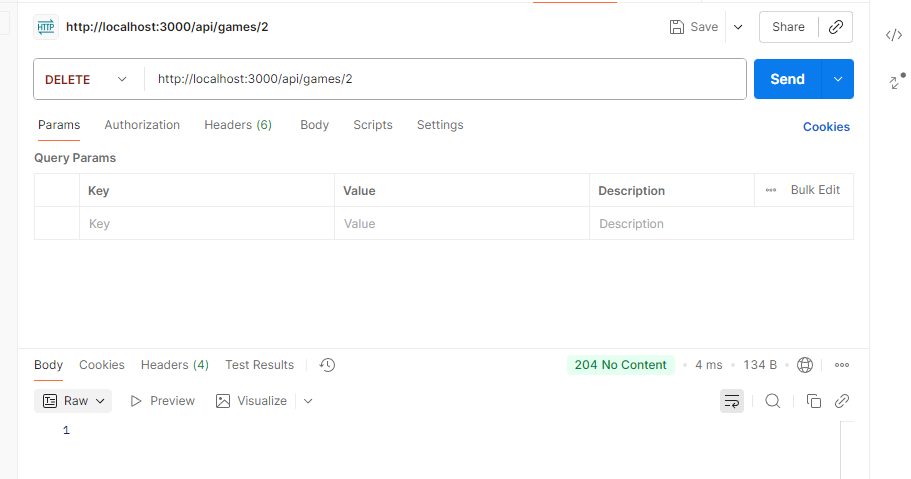 HTTP http://localhost:3000/api/games/2 Save Share
DELETE http://localhost:3000/api/games/2 Send
Params Authorization Headers (6) Body Scripts Settings Cookies
Query Params
Key Value Description Bulk Edit
Key Value Description
Body Cookies Headers (4) Test Results 204 No Content 4 ms 134 B
Raw Preview Visualize
1